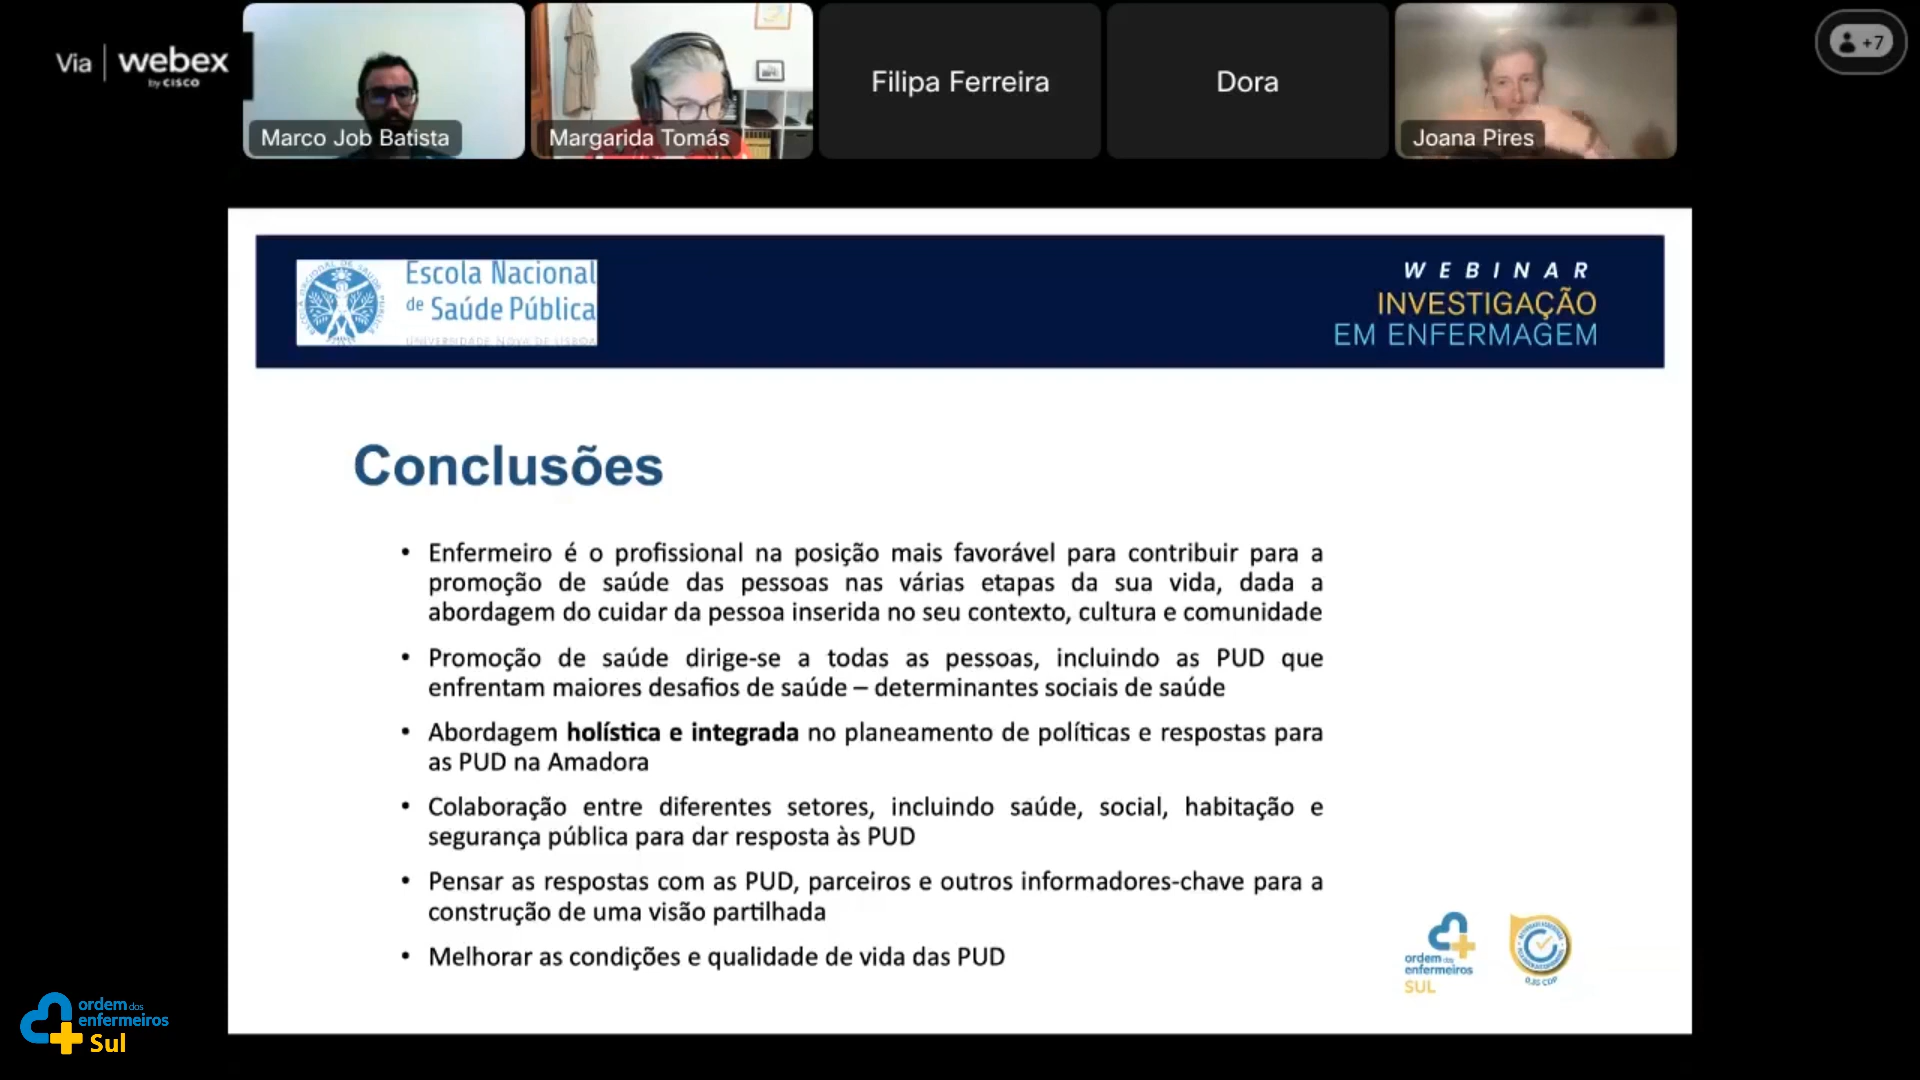 Via webex
by CISCO
Marco Job Batista
Margarida Tomás
Filipa Ferreira
Dora
Joana Pires
+7
Escola Nacional
de Saúde Pública
UNIVERSIDADE NOVA DE LISBOA
WEBINAR
INVESTIGAÇÃO
EM ENFERMAGEM
Conclusões
• Enfermeiro é o profissional na posição mais favorável para contribuir para a
promoção de saúde das pessoas nas várias etapas da sua vida, dada a
abordagem do cuidar da pessoa inserida no seu contexto, cultura e comunidade
• Promoção de saúde dirige-se a todas as pessoas, incluindo as PUD que
enfrentam maiores desafios de saúde – determinantes sociais de saúde
• Abordagem holística e integrada no planeamento de políticas e respostas para
as PUD na Amadora
• Colaboração entre diferentes setores, incluindo saúde, social, habitação e
segurança pública para dar resposta às PUD
• Pensar as respostas com as PUD, parceiros e outros informadores-chave para a
construção de uma visão partilhada
• Melhorar as condições e qualidade de vida das PUD
ordem dos
enfermeiros
SUL
ordem dos
enfermeiros
Sul